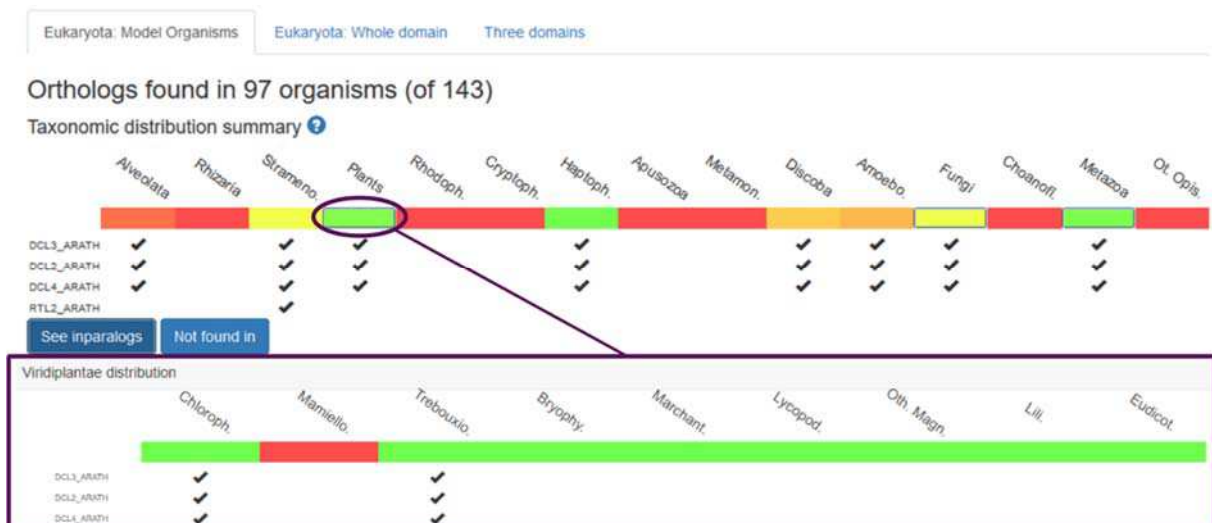 Eukaryota: Model Organisms Eukaryota: Whole domain Three domains
Orthologs found in 97 organisms (of 143)
Taxonomic distribution summary ?
Alveolata Rhizaria Strameno. Plants Rhodoph. Cryptoph. Haptoph. Apusozoa Metamon. Discoba Amoebo. Fungi Choanofl. Metazoa Ot. Opis.
DCL3_ARATH ✔ ✔ ✔ ✔ ✔ ✔ ✔ ✔
DCL2_ARATH ✔ ✔ ✔ ✔ ✔ ✔ ✔ ✔
DCL4_ARATH ✔ ✔ ✔ ✔ ✔ ✔ ✔ ✔
RTL2_ARATH ✔
See inparalogs Not found in
Viridiplantae distribution
Chloroph. Mamiello. Trebouxio. Bryophy. Marchant. Lycopod. Oth. Magn. Lili. Eudicot.
DCL3_ARATH ✔ ✔
DCL2_ARATH ✔ ✔
DCL4_ARATH ✔ ✔